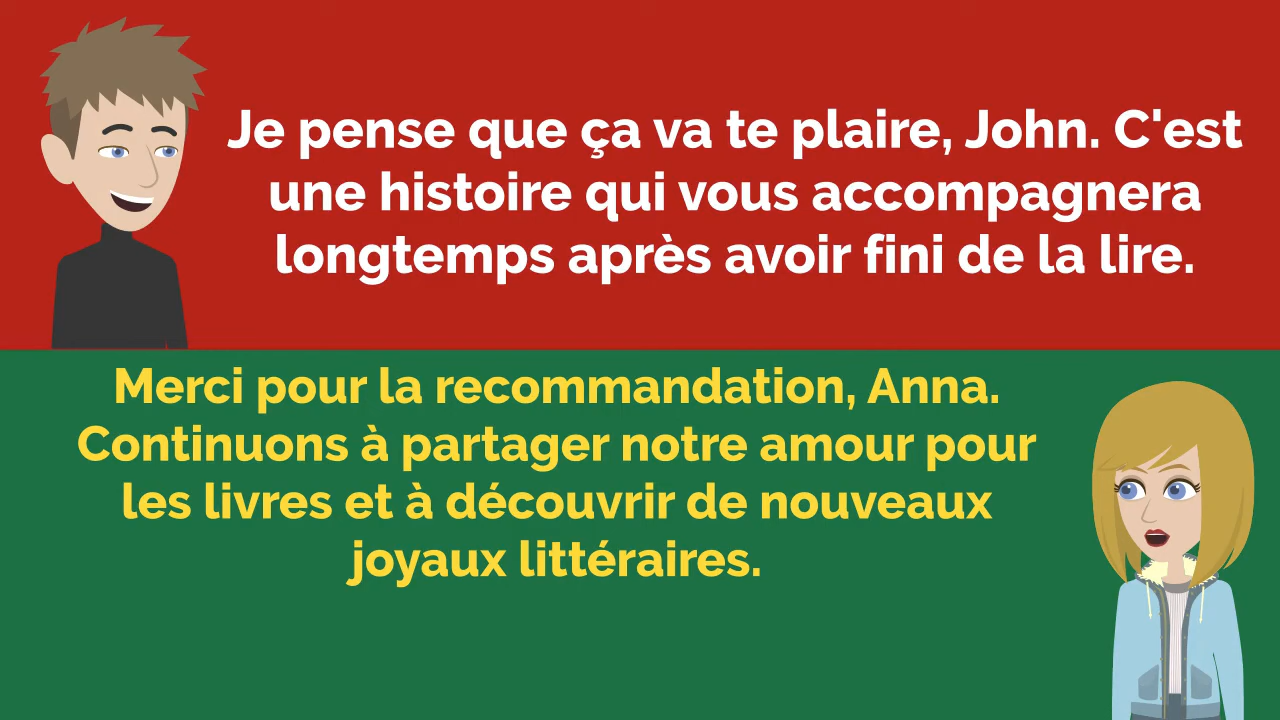 Je pense que ça va te plaire, John. C'est
une histoire qui vous accompagnera
longtemps après avoir fini de la lire.
Merci pour la recommandation, Anna.
Continuons à partager notre amour pour
les livres et à découvrir de nouveaux
joyaux littéraires.